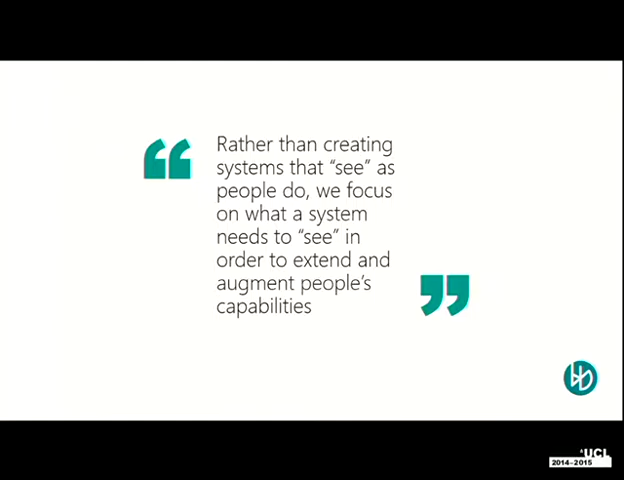 Rather than creating
systems that “see” as
people do, we focus
on what a system
needs to “see” in
order to extend and
augment people’s
capabilities
UCL
2014-2015